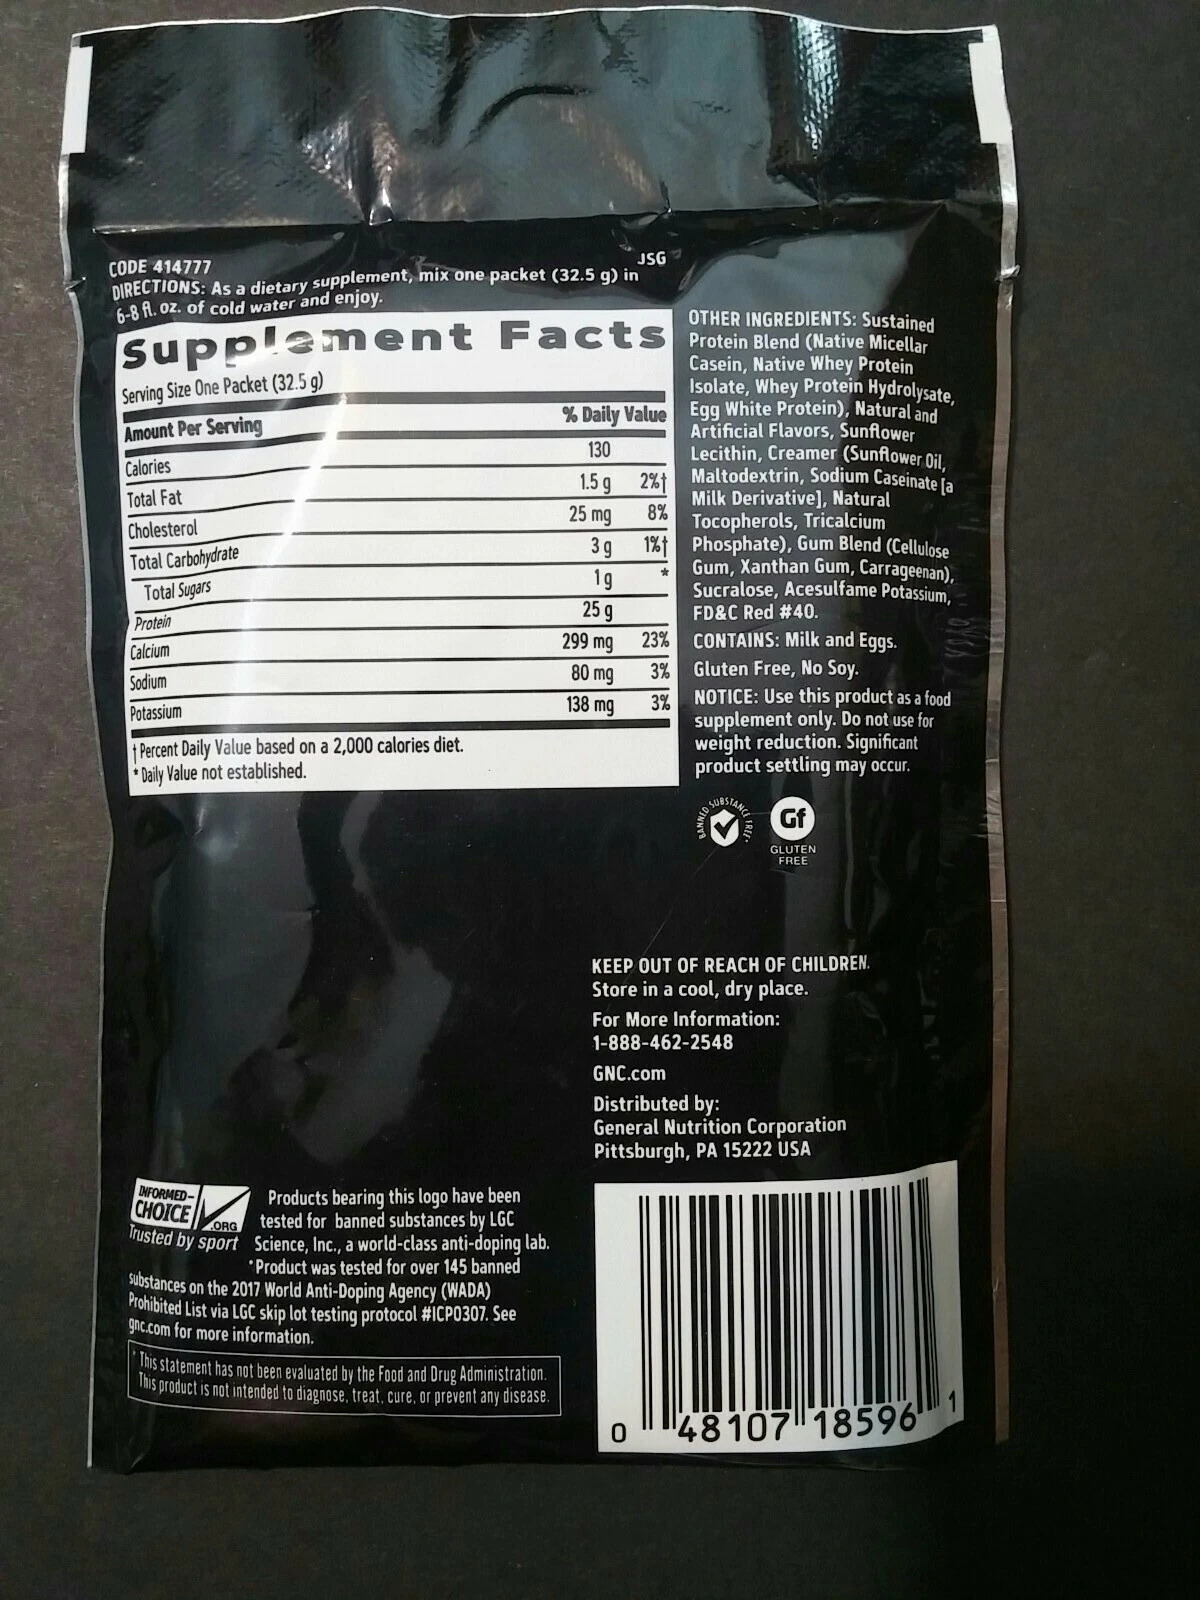 CODE 414777
JSG
DIRECTIONS: As a dietary supplement, mix one packet (32.5 g) in
6-8 fl. oz. of cold water and enjoy.
Supplement Facts
Serving Size One Packet (32.5 g)
Amount Per Serving % Daily Value
Calories 130
Total Fat 1.5 g 2%†
Cholesterol 25 mg 8%
Total Carbohydrate 3 g 1%†
Total Sugars 1 g *
Protein 25 g
Calcium 299 mg 23%
Sodium 80 mg 3%
Potassium 138 mg 3%
† Percent Daily Value based on a 2,000 calories diet.
* Daily Value not established.
OTHER INGREDIENTS: Sustained
Protein Blend (Native Micellar
Casein, Native Whey Protein
Isolate, Whey Protein Hydrolysate,
Egg White Protein), Natural and
Artificial Flavors, Sunflower
Lecithin, Creamer (Sunflower Oil,
Maltodextrin, Sodium Caseinate [a
Milk Derivative], Natural
Tocopherols, Tricalcium
Phosphate), Gum Blend (Cellulose
Gum, Xanthan Gum, Carrageenan),
Sucralose, Acesulfame Potassium,
FD&C Red #40.
CONTAINS: Milk and Eggs.
Gluten Free, No Soy.
NOTICE: Use this product as a food
supplement only. Do not use for
weight reduction. Significant
product settling may occur.
BANNED SUBSTANCE FREE*
Gf
GLUTEN
FREE
KEEP OUT OF REACH OF CHILDREN.
Store in a cool, dry place.
For More Information:
1-888-462-2548
GNC.com
Distributed by:
General Nutrition Corporation
Pittsburgh, PA 15222 USA
INFORMED-
CHOICE
.ORG
Trusted by sport
Products bearing this logo have been
tested for banned substances by LGC
Science, Inc., a world-class anti-doping lab.
*Product was tested for over 145 banned
substances on the 2017 World Anti-Doping Agency (WADA)
Prohibited List via LGC skip lot testing protocol #ICP0307. See
gnc.com for more information.
* This statement has not been evaluated by the Food and Drug Administration.
This product is not intended to diagnose, treat, cure, or prevent any disease.
0 48107 18596 1